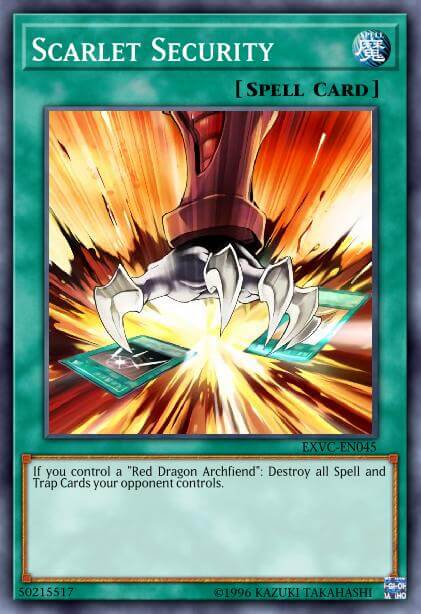 Scarlet Security
SPELL
魔
[Spell Card]
EXVC-EN045
If you control a "Red Dragon Archfiend": Destroy all Spell and
Trap Cards your opponent controls.
50215517
©1996 KAZUKI TAKAHASHI